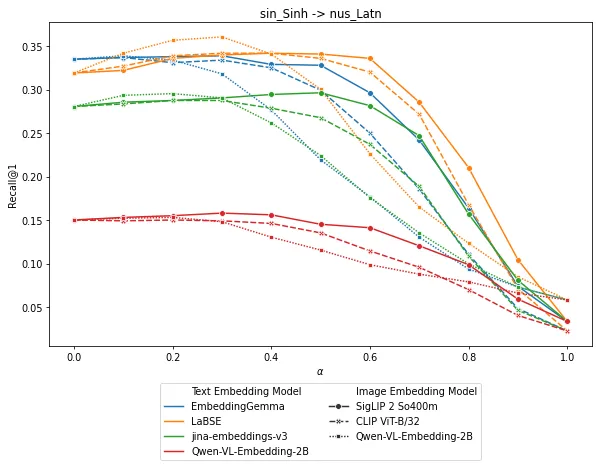 sin_Sinh -> nus_Latn
0.35
0.30
0.25
0.20
0.15
0.10
0.05
Recall@1
0.0 0.2 0.4 0.6 0.8 1.0
α
Text Embedding Model
EmbeddingGemma
LaBSE
jina-embeddings-v3
Qwen-VL-Embedding-2B
Image Embedding Model
SigLIP 2 So400m
CLIP ViT-B/32
Qwen-VL-Embedding-2B